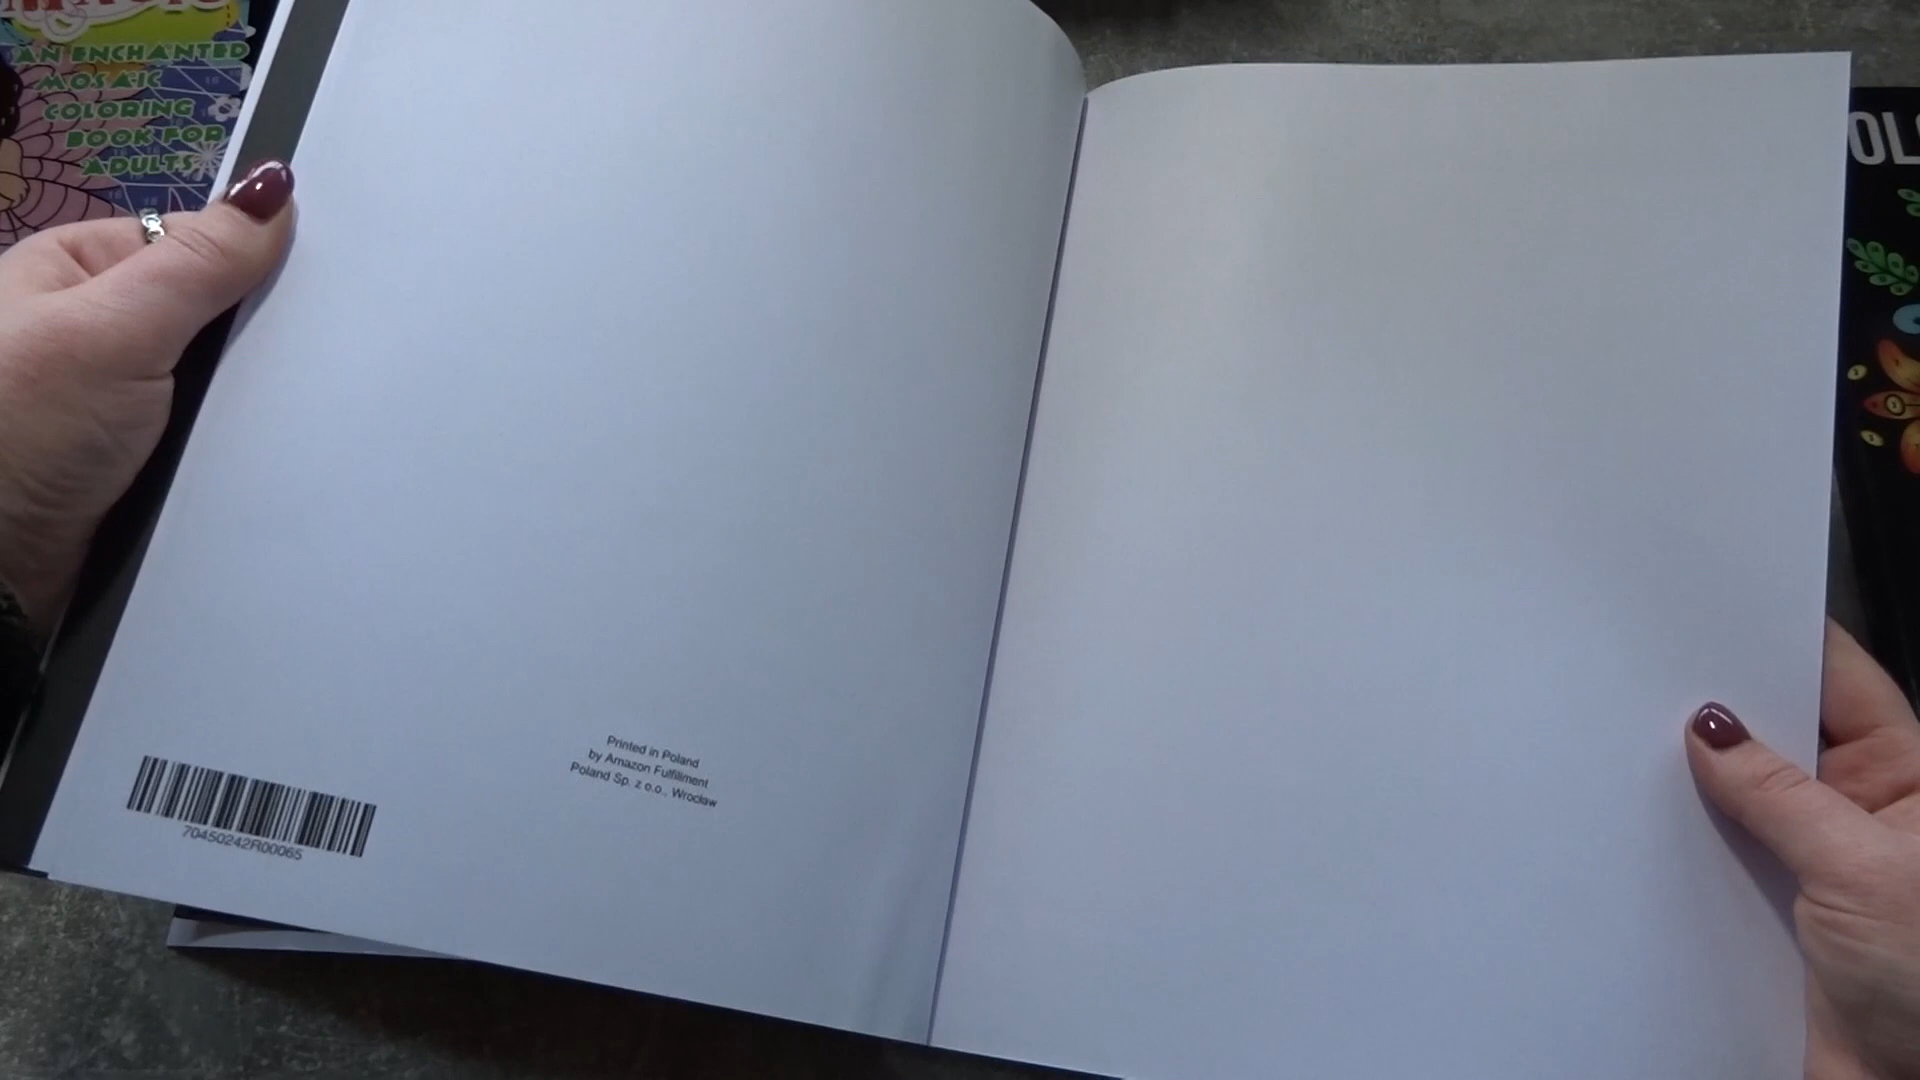 AN ENCHANTED
MOSAIC
COLORING
BOOK FOR
ADULTS
Printed in Poland
by Amazon Fulfillment
Poland Sp. z o.o., Wrocław
70450242R00065